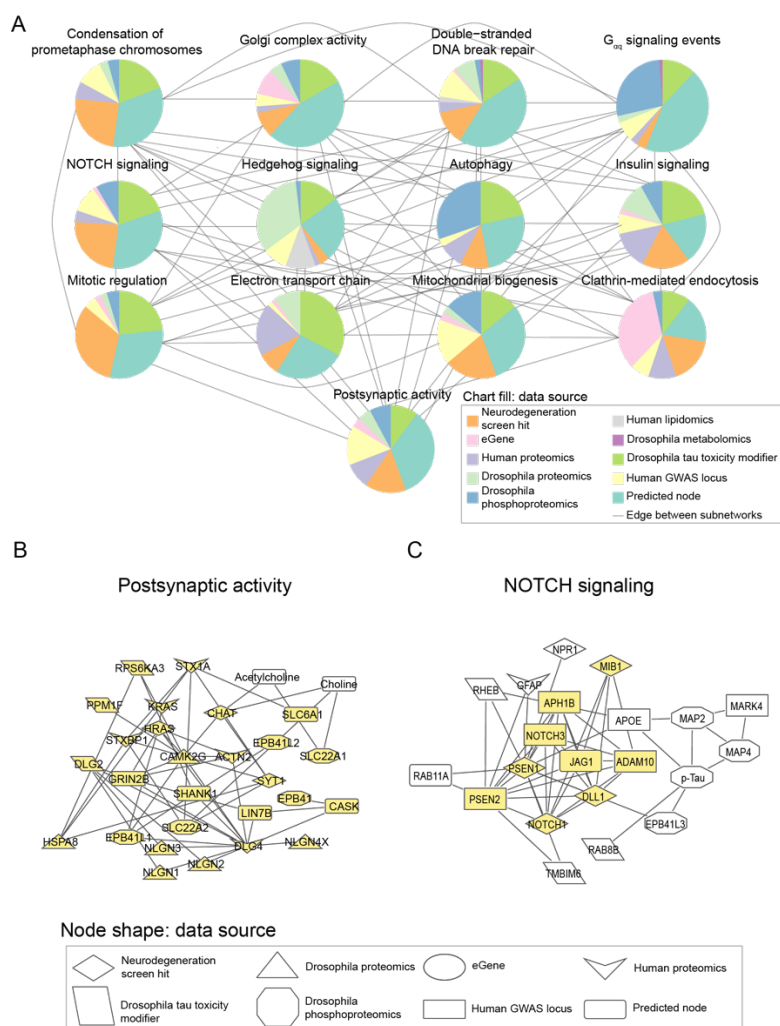 A
Condensation of
prometaphase chromosomes
Golgi complex activity
Double−stranded
DNA break repair
Gαq signaling events
NOTCH signaling
Hedgehog signaling
Autophagy
Insulin signaling
Mitotic regulation
Electron transport chain
Mitochondrial biogenesis
Clathrin-mediated endocytosis
Postsynaptic activity
Chart fill: data source
Neurodegeneration
screen hit
eGene
Human proteomics
Drosophila proteomics
Drosophila
phosphoproteomics
Human lipidomics
Drosophila metabolomics
Drosophila tau toxicity modifier
Human GWAS locus
Predicted node
Edge between subnetworks
B
Postsynaptic activity
RPS6KA3
STX1A
Acetylcholine
Choline
PPM1F
KRAS
CHAT
SLC6A1
HRAS
STXBP1
EPB41L2
SLC22A1
CAMK2G
ACTN2
DLG2
GRIN2B
SYT1
SHANK1
EPB41
CASK
LIN7B
SLC22A2
EPB41L1
HSPA8
NLGN3
DLG4
NLGN4X
NLGN2
NLGN1
C
NOTCH signaling
NPR1
MIB1
RHEB
GFAP
APH1B
MARK4
APOE
MAP2
NOTCH3
MAP4
PSEN1
JAG1
ADAM10
RAB11A
p-Tau
PSEN2
DLL1
NOTCH1
EPB41L3
RAB8B
TMBIM6
Node shape: data source
Neurodegeneration
screen hit
Drosophila proteomics
eGene
Human proteomics
Drosophila tau toxicity
modifier
Drosophila
phosphoproteomics
Human GWAS locus
Predicted node